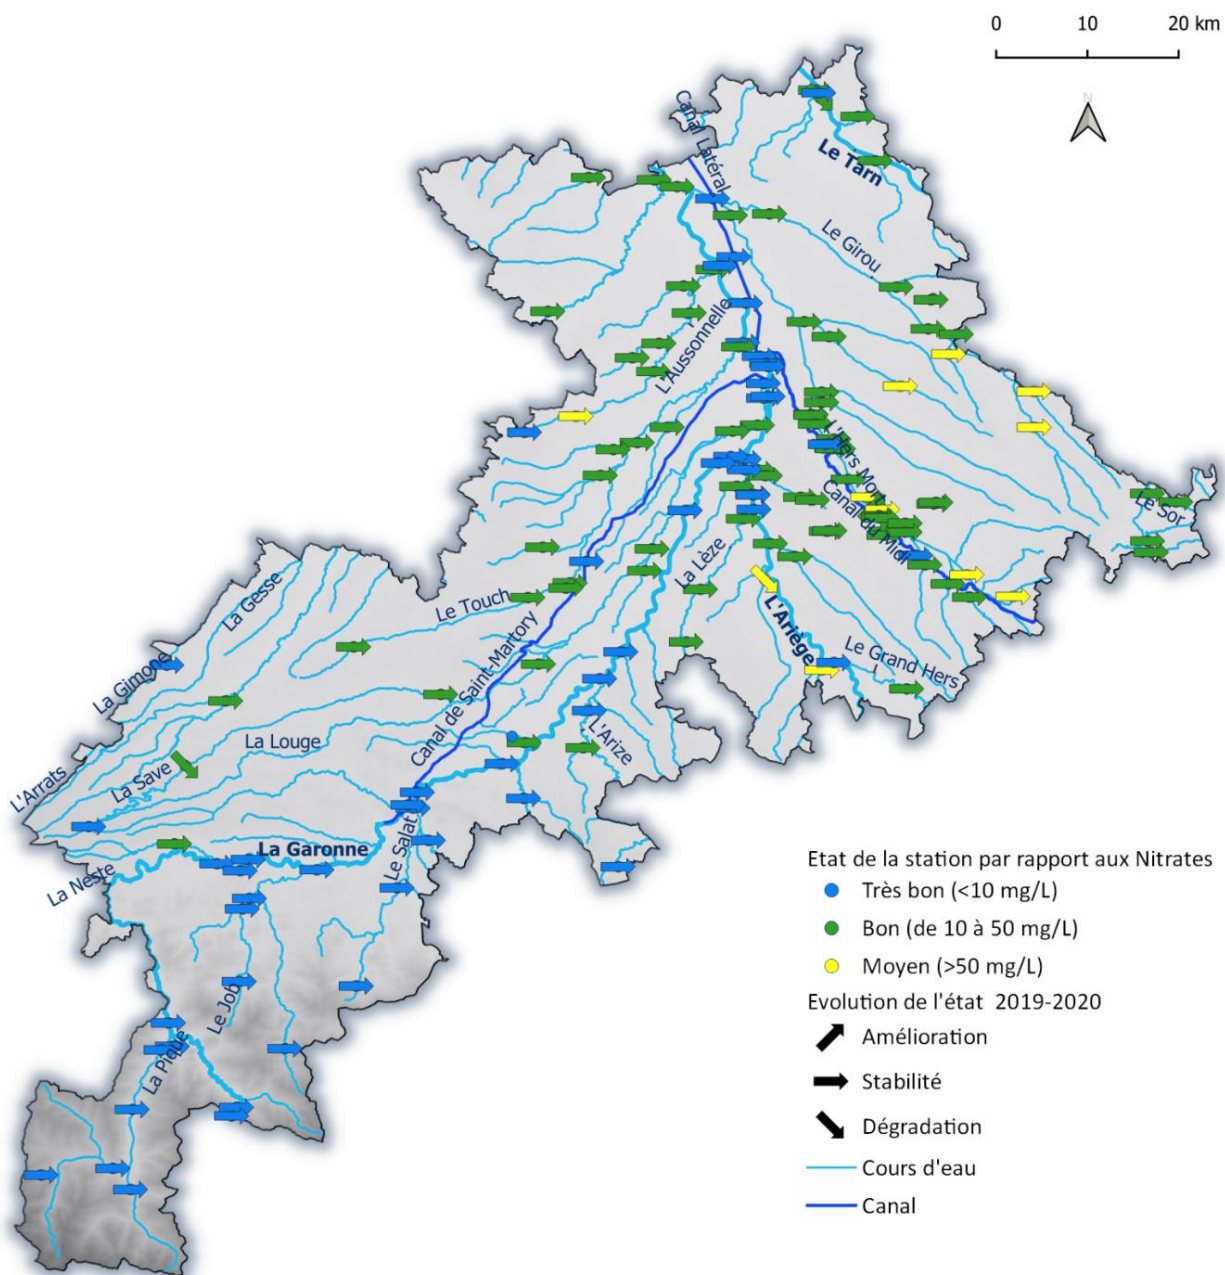 0 10 20 km
N
Canal Latéral
Le Tarn
Le Girou
L'Aussonnelle
L'Hers Mort
Canal du Midi
Le Sor
La Lèze
La Gesse
Le Touch
L'Ariège
Le Grand Hers
La Gimone
Canal de Saint-Martory
La Louge
L'Arize
L'Arrats
La Save
La Garonne
Le Salat
La Neste
Le Job
La Pique
Etat de la station par rapport aux Nitrates
Très bon (<10 mg/L)
Bon (de 10 à 50 mg/L)
Moyen (>50 mg/L)
Evolution de l'état 2019-2020
Amélioration
Stabilité
Dégradation
Cours d'eau
Canal